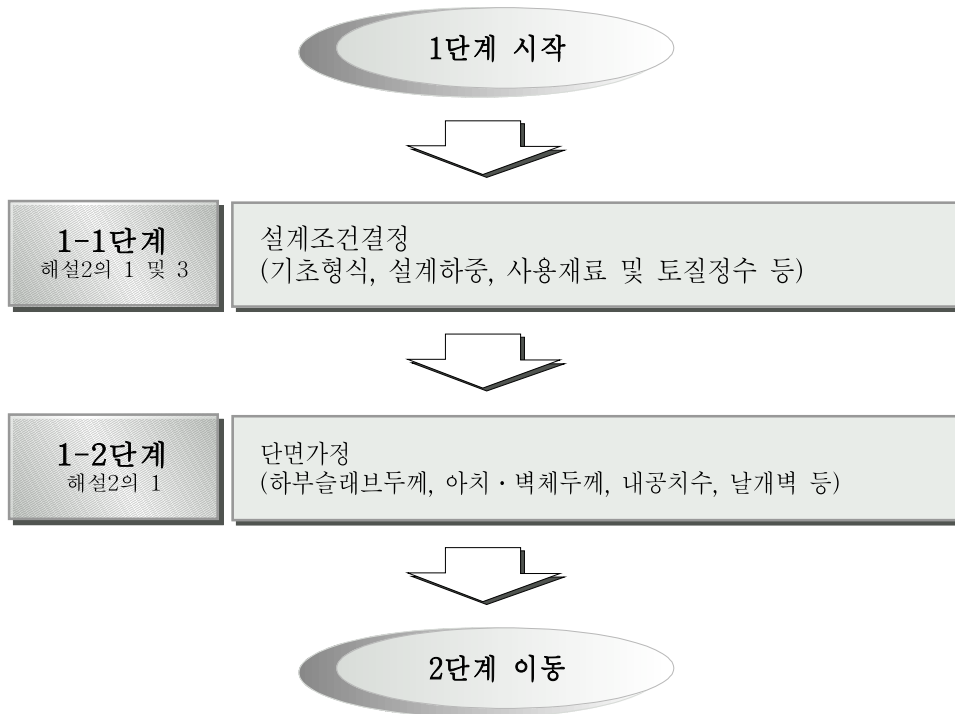 1단계 시작
1-1단계
해설2의 1 및 3
설계조건결정
(기초형식, 설계하중, 사용재료 및 토질정수 등)
1-2단계
해설2의 1
단면가정
(하부슬래브두께, 아치·벽체두께, 내공치수, 날개벽 등)
2단계 이동